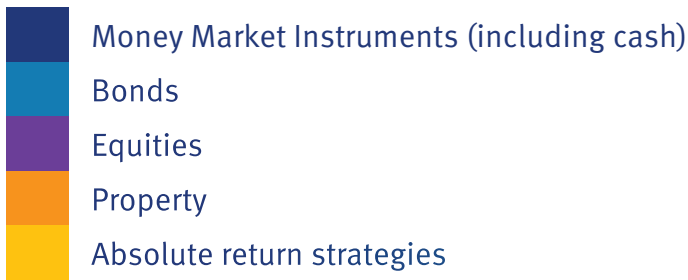 Money Market Instruments (including cash)
Bonds
Equities
Property
Absolute return strategies